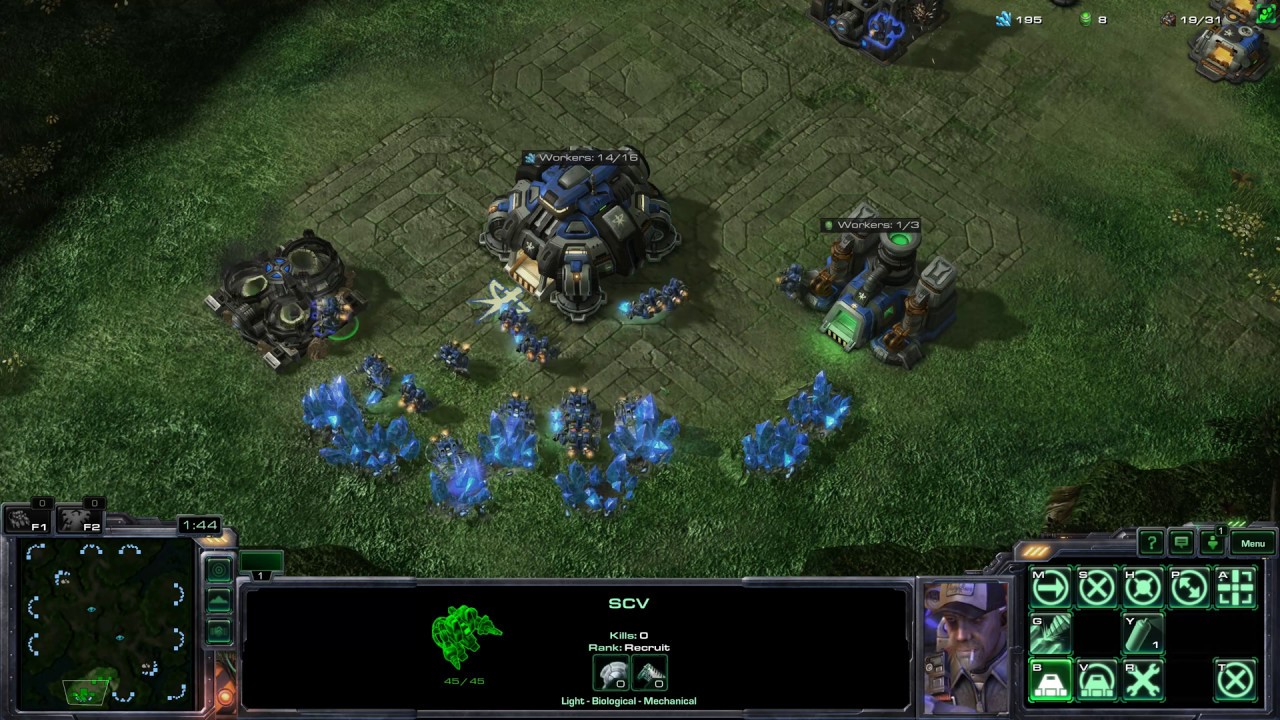 195
8
19/31
Workers: 14/16
Workers: 1/3
0
0
F1
F2
1:44
1
1
?
Menu
SCV
Kills: 0
Rank: Recruit
0
0
45/45
Light - Biological - Mechanical
M
S
H
P
A
G
Y
1
B
V
R
T